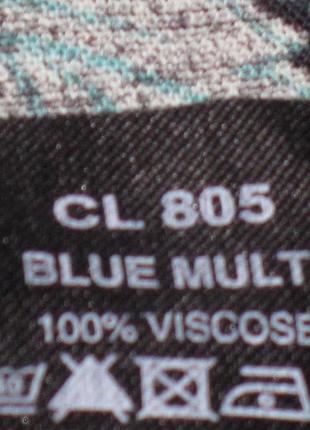 CL 805
BLUE MULT
100% VISCOSE